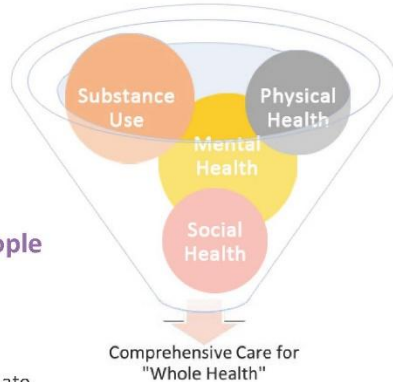 Substance
Use
Physical
Health
Mental
Health
Social
Health
Comprehensive Care for
"Whole Health"